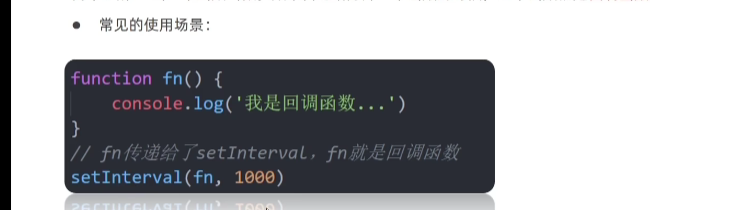 ● 常见的使用场景：
function fn() {
    console.log('我是回调函数...')
}
// fn传递给了setInterval，fn就是回调函数
setInterval(fn, 1000)